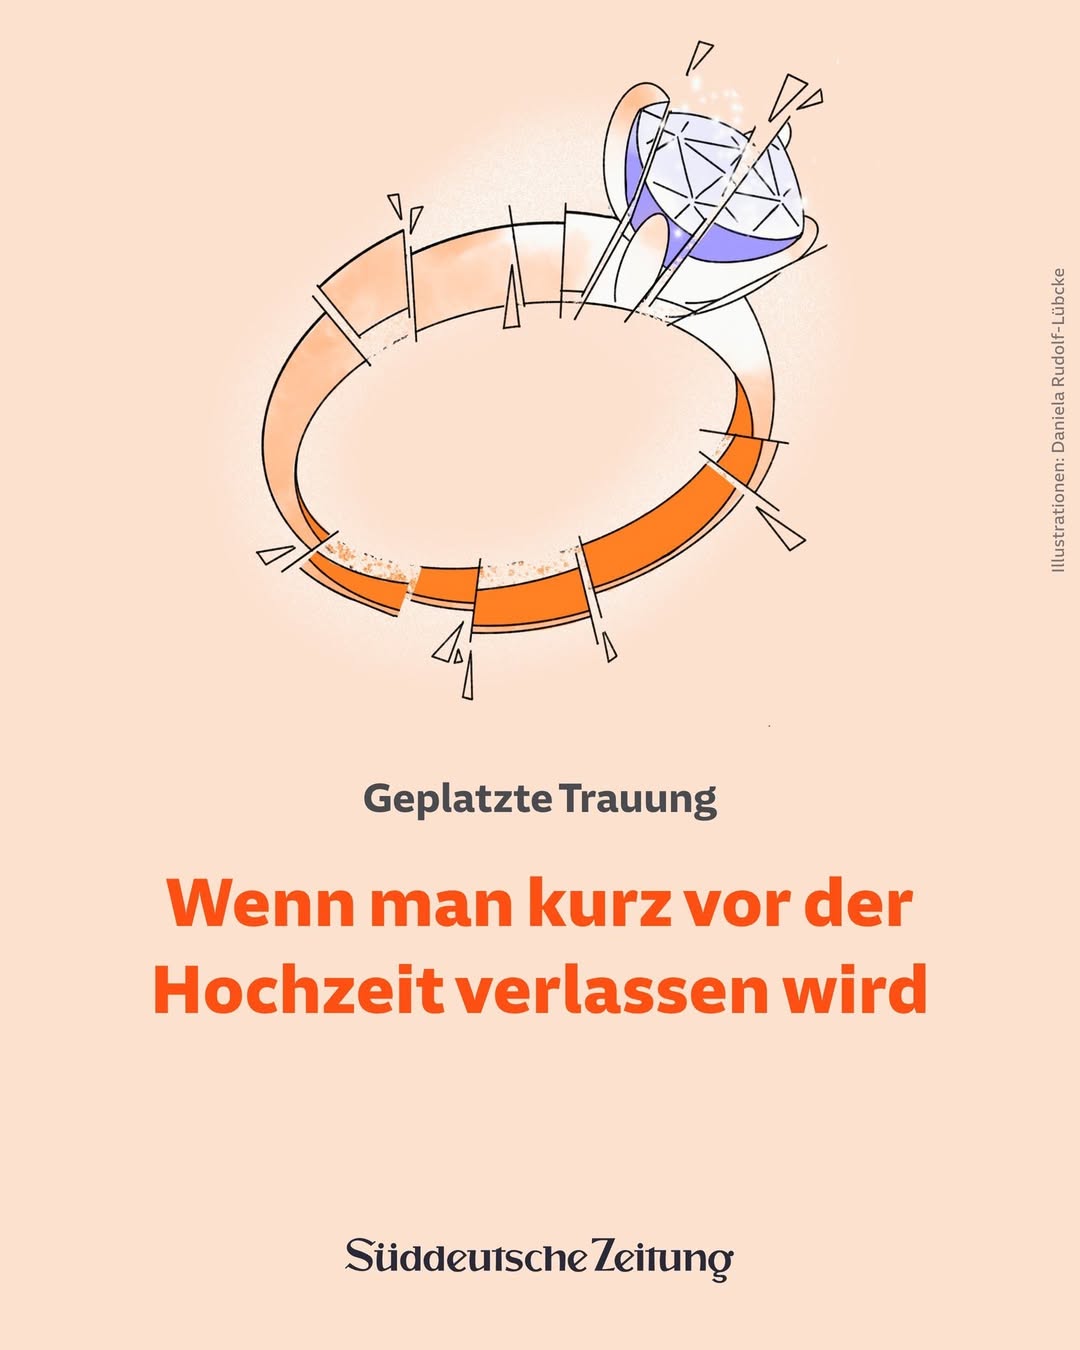 Illustrationen: Daniela Rudolf-Lübcke
Geplatzte Trauung
Wenn man kurz vor der
Hochzeit verlassen wird
Süddeutsche Zeitung